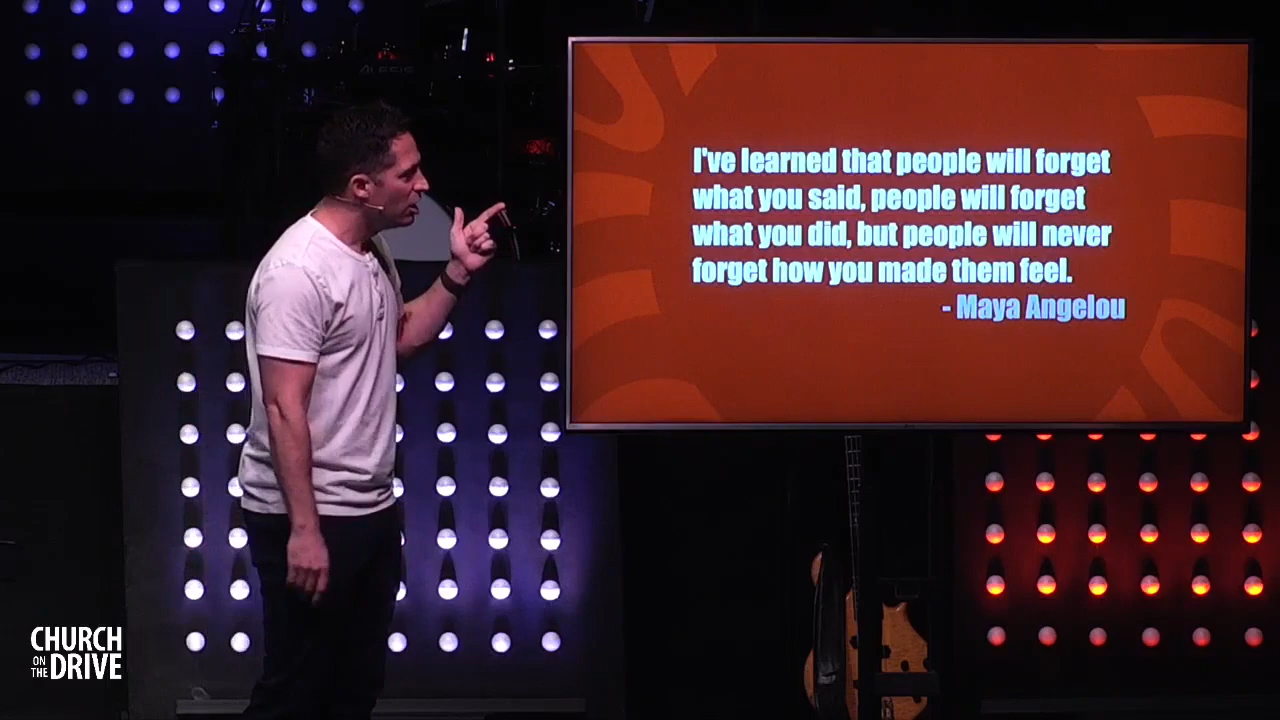 ALESIS
I've learned that people will forget
what you said, people will forget
what you did, but people will never
forget how you made them feel.
- Maya Angelou
CHURCH
ON THE DRIVE